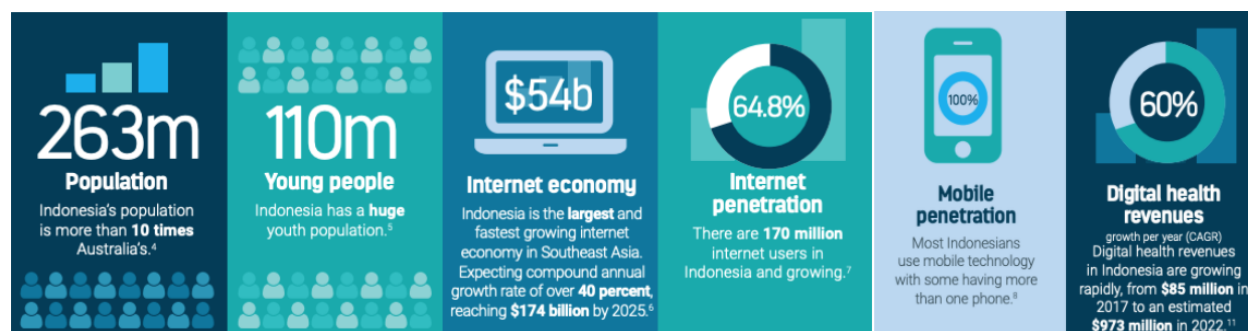 263m
Population
Indonesia's population
is more than 10 times
Australia's.4
110m
Young people
Indonesia has a huge
youth population.5
$54b
Internet economy
Indonesia is the largest and
fastest growing internet
economy in Southeast Asia.
Expecting compound annual
growth rate of over 40 percent,
reaching $174 billion by 2025.6
64.8%
Internet
penetration
There are 170 million
internet users in
Indonesia and growing.7
100%
Mobile
penetration
Most Indonesians
use mobile technology
with some having more
than one phone.8
60%
Digital health
revenues
growth per year (CAGR)
Digital health revenues
in Indonesia are growing
rapidly, from $85 million in
2017 to an estimated
$973 million in 2022.11